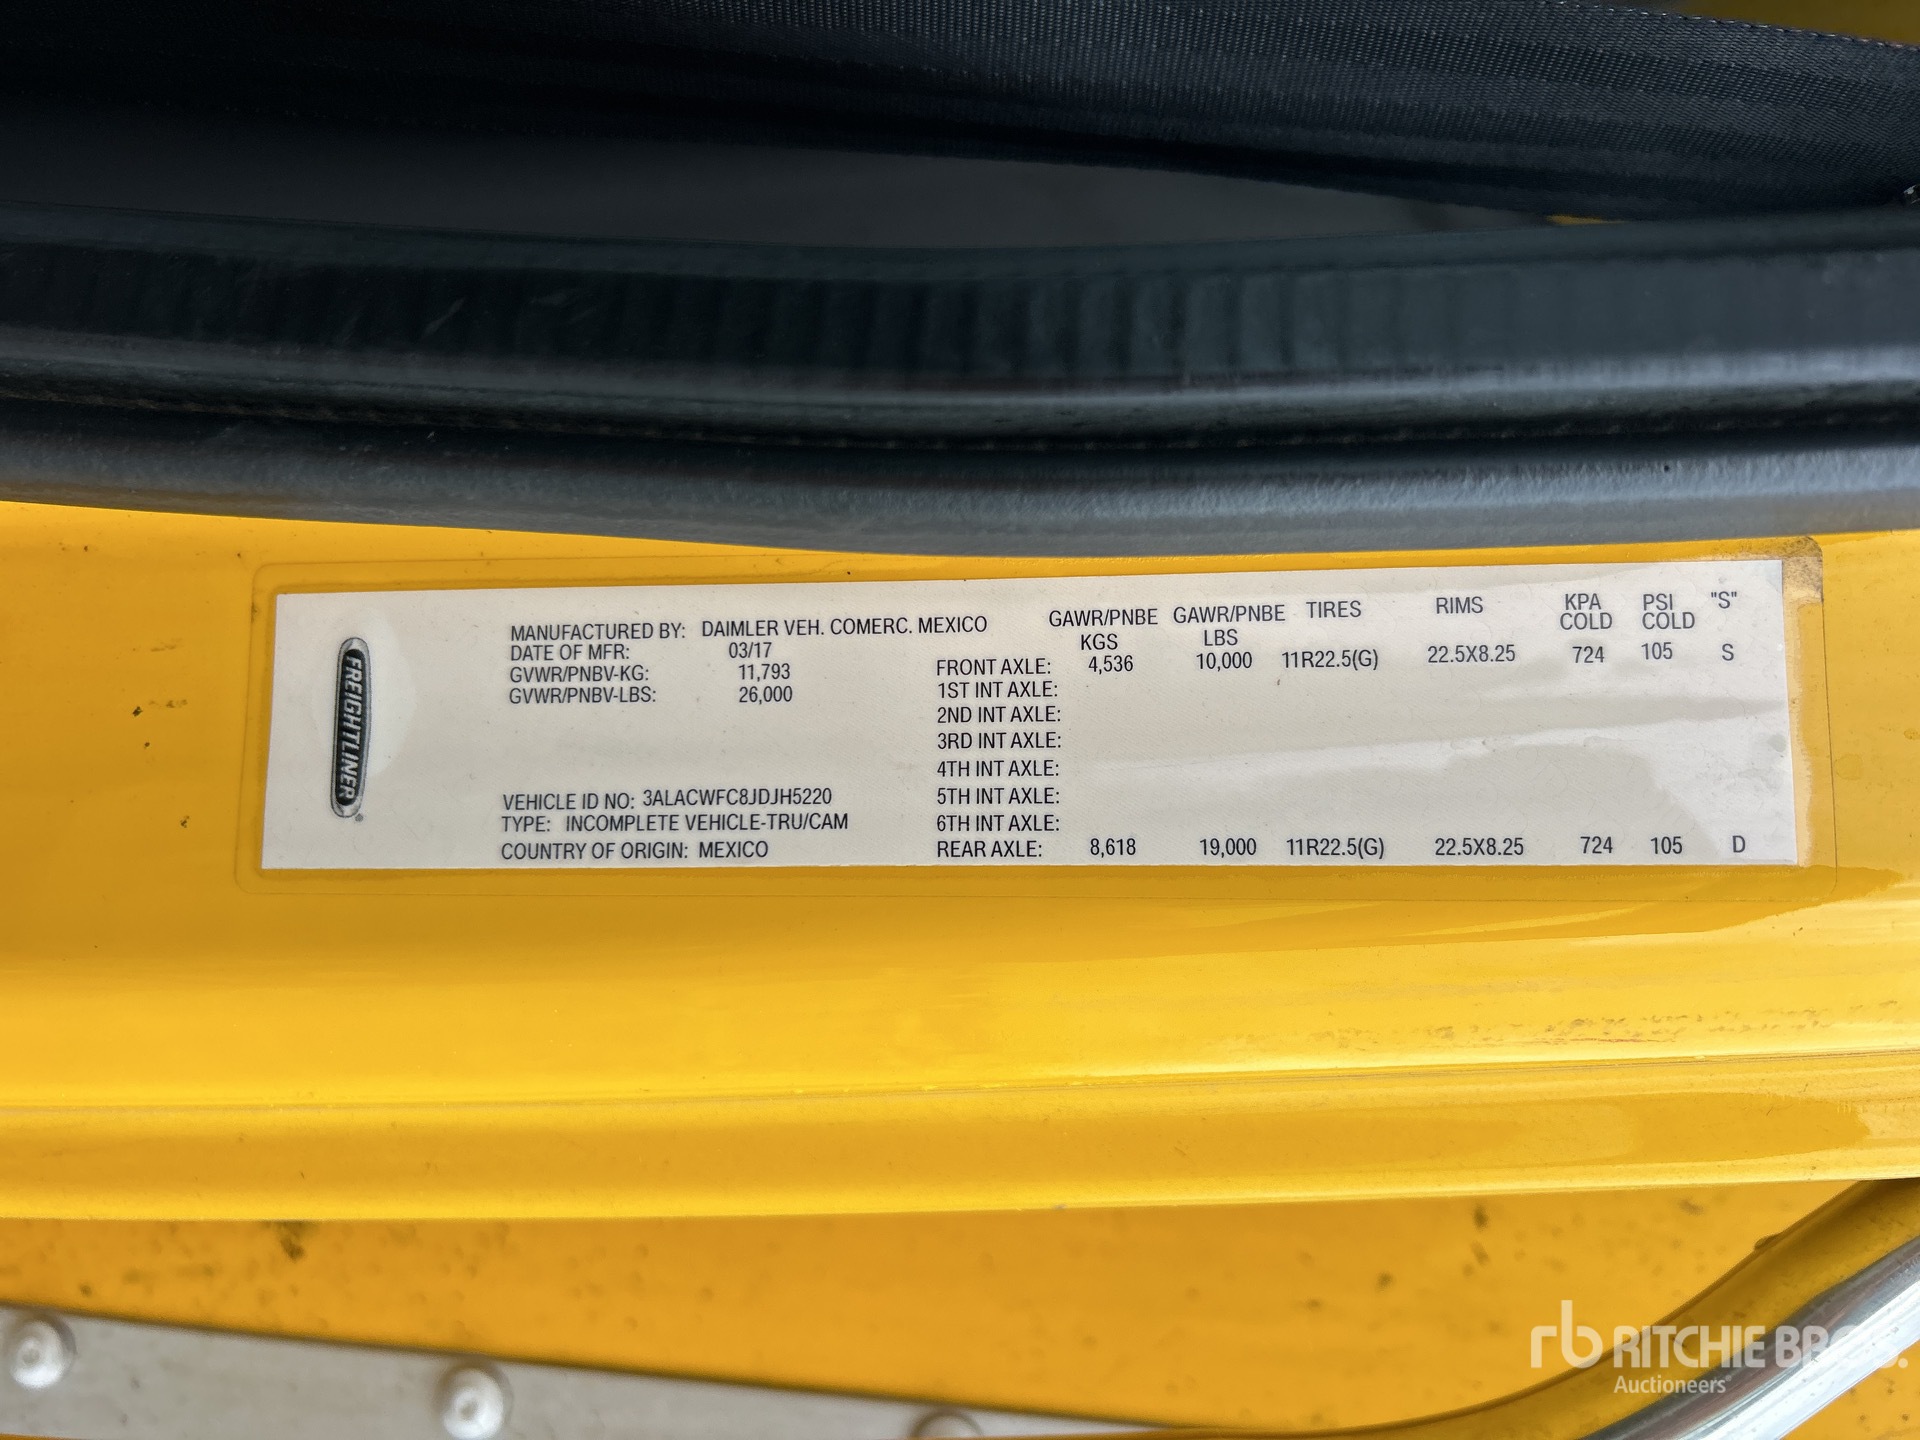 FREIGHTLINER
MANUFACTURED BY: DAIMLER VEH. COMERC. MEXICO
DATE OF MFR: 03/17
GVWR/PNBV-KG: 11,793
GVWR/PNBV-LBS: 26,000
VEHICLE ID NO: 3ALACWFC8JDJH5220
TYPE: INCOMPLETE VEHICLE-TRU/CAM
COUNTRY OF ORIGIN: MEXICO
GAWR/PNBE GAWR/PNBE TIRES RIMS KPA PSI "S"
KGS LBS COLD COLD
FRONT AXLE: 4,536 10,000 11R22.5(G) 22.5X8.25 724 105 S
1ST INT AXLE:
2ND INT AXLE:
3RD INT AXLE:
4TH INT AXLE:
5TH INT AXLE:
6TH INT AXLE:
REAR AXLE: 8,618 19,000 11R22.5(G) 22.5X8.25 724 105 D
rb RITCHIE BROS.
Auctioneers